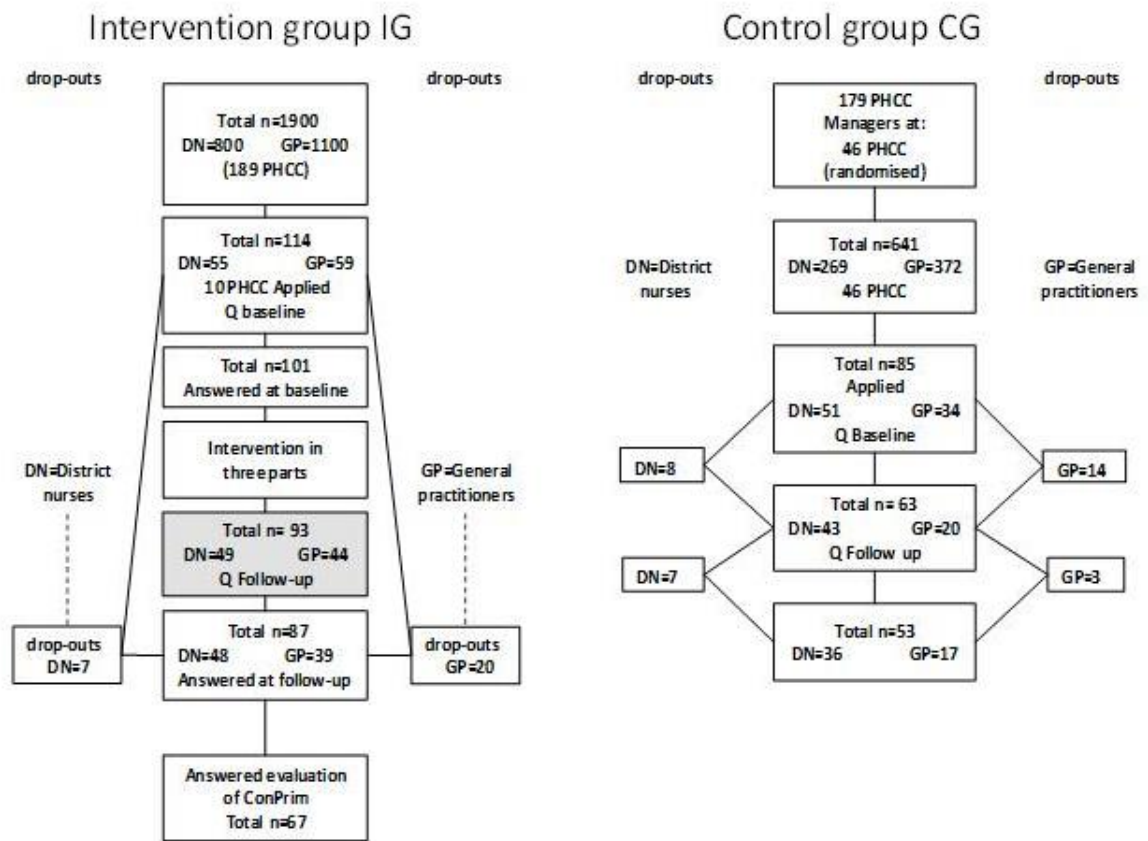 Intervention group IG
drop-outs
drop-outs
Total n=1900
DN=800 GP=1100
(189 PHCC)
Total n=114
DN=55 GP=59
10 PHCC Applied
Q baseline
Total n=101
Answered at baseline
Intervention in
three parts
DN=District
nurses
GP=General
practitioners
Total n= 93
DN=49 GP=44
Q Follow-up
drop-outs
DN=7
Total n=87
DN=48 GP=39
Answered at follow-up
drop-outs
GP=20
Answered evaluation
of ConPrim
Total n=67
Control group CG
drop-outs
drop-outs
179 PHCC
Managers at:
46 PHCC
(randomised)
DN=District
nurses
Total n=641
DN=269 GP=372
46 PHCC
GP=General
practitioners
Total n=85
Applied
DN=51 GP=34
Q Baseline
DN=8
GP=14
Total n= 63
DN=43 GP=20
Q Follow up
DN=7
GP=3
Total n=53
DN=36 GP=17